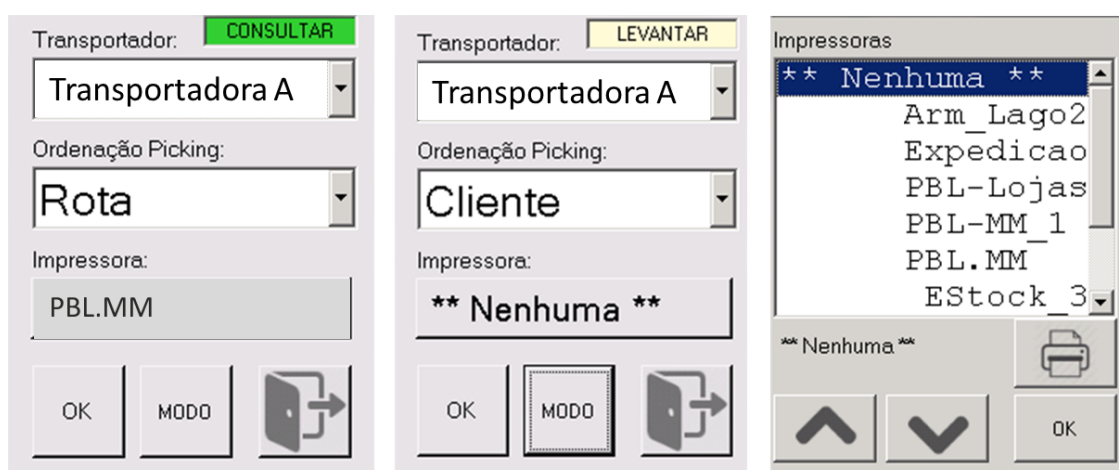 Transportador: CONSULTAR
Transportadora A
Ordenação Picking:
Rota
Impressora:
PBL.MM
OK MODO
Transportador: LEVANTAR
Transportadora A
Ordenação Picking:
Cliente
Impressora:
** Nenhuma **
OK MODO
Impressoras
** Nenhuma **
Arm_Lago2
Expedicao
PBL-Lojas
PBL-MM_1
PBL.MM
EStock_3
** Nenhuma **
OK